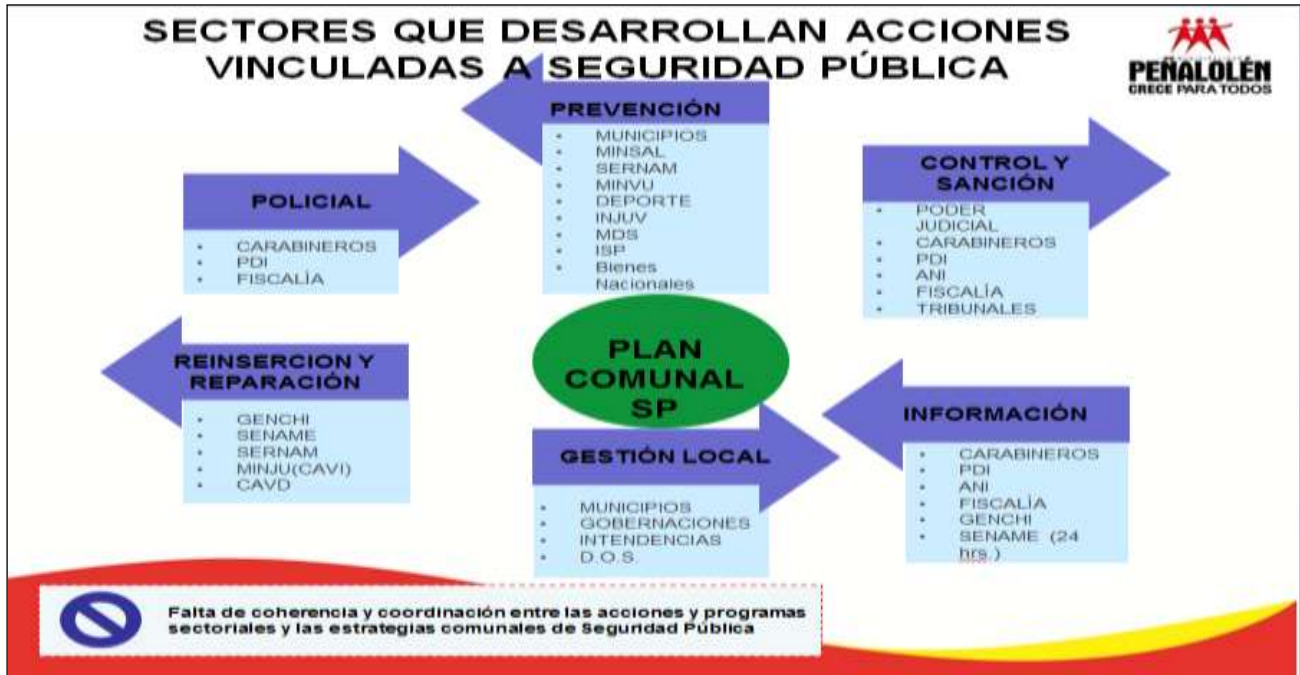 SECTORES QUE DESARROLLAN ACCIONES
VINCULADAS A SEGURIDAD PÚBLICA
PEÑALOLÉN
CRECE PARA TODOS
PREVENCIÓN
• MUNICIPIOS
• MINSAL
• SERNAM
• MINVU
• DEPORTE
• INJUV
• MDS
• ISP
• Bienes
Nacionales
CONTROL Y
SANCIÓN
• PODER
JUDICIAL
• CARABINEROS
• PDI
• ANI
• FISCALÍA
• TRIBUNALES
POLICIAL
• CARABINEROS
• PDI
• FISCALÍA
REINSERCION Y
REPARACIÓN
• GENCHI
• SENAME
• SERNAM
• MINJU(CAVI)
• CAVD
PLAN
COMUNAL
SP
GESTIÓN LOCAL
• MUNICIPIOS
• GOBERNACIONES
• INTENDENCIAS
• D.O.S.
INFORMACIÓN
• CARABINEROS
• PDI
• ANI
• FISCALÍA
• GENCHI
• SENAME (24
hrs.)
Falta de coherencia y coordinación entre las acciones y programas
sectoriales y las estrategias comunales de Seguridad Pública